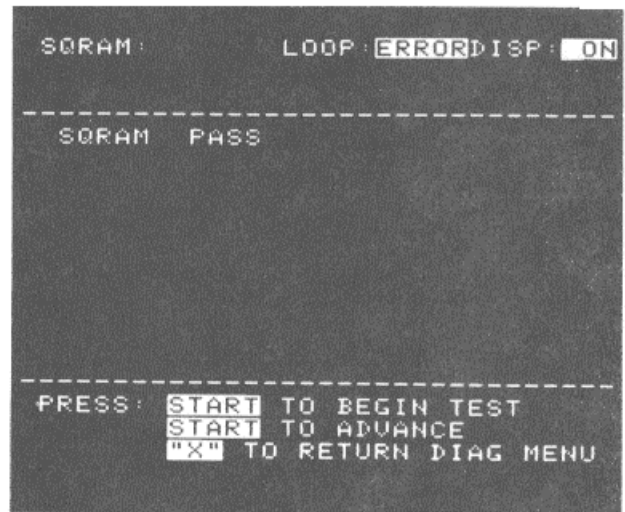 SQRAM: LOOP:ERRORDISP: ON
SQRAM PASS
PRESS: START TO BEGIN TEST
START TO ADVANCE
"X" TO RETURN DIAG MENU